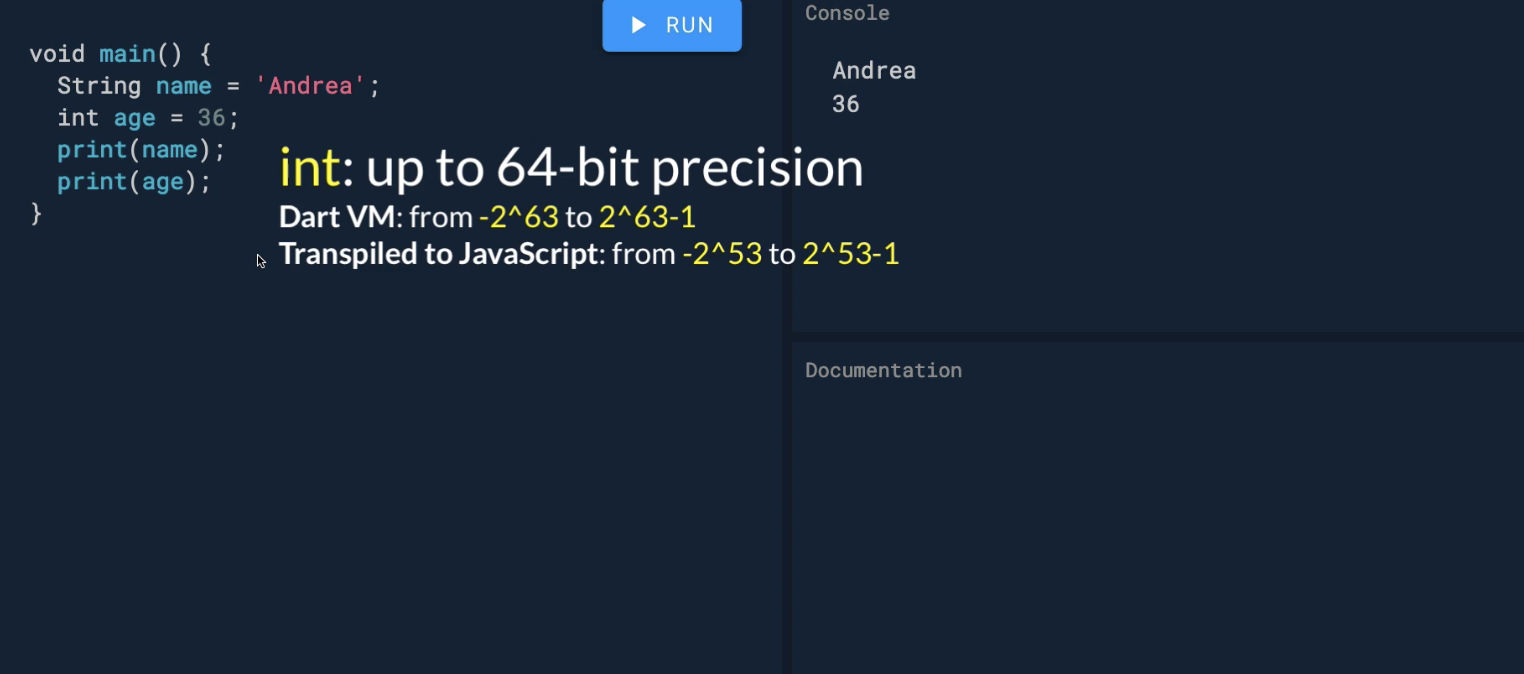 RUN
void main() {
String name = 'Andrea';
int age = 36;
print(name);
print(age);
}
int: up to 64-bit precision
Dart VM: from -2^63 to 2^63-1
Transpiled to JavaScript: from -2^53 to 2^53-1
Console
Andrea
36
Documentation